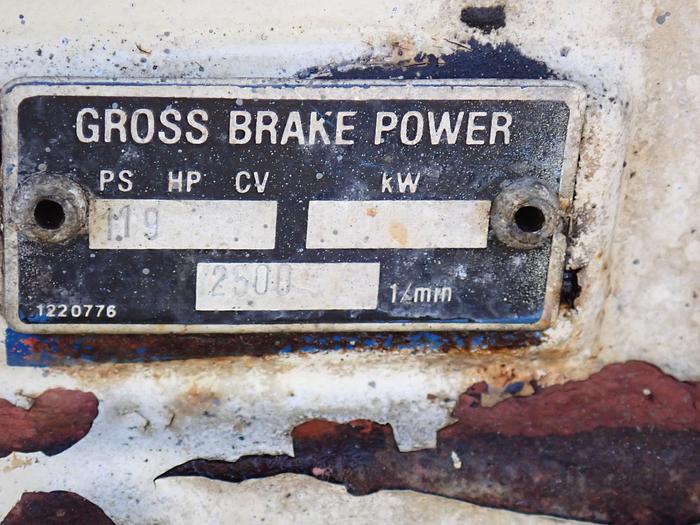 GROSS BRAKE POWER
PS HP CV kW
119
2500 1/min
1220776